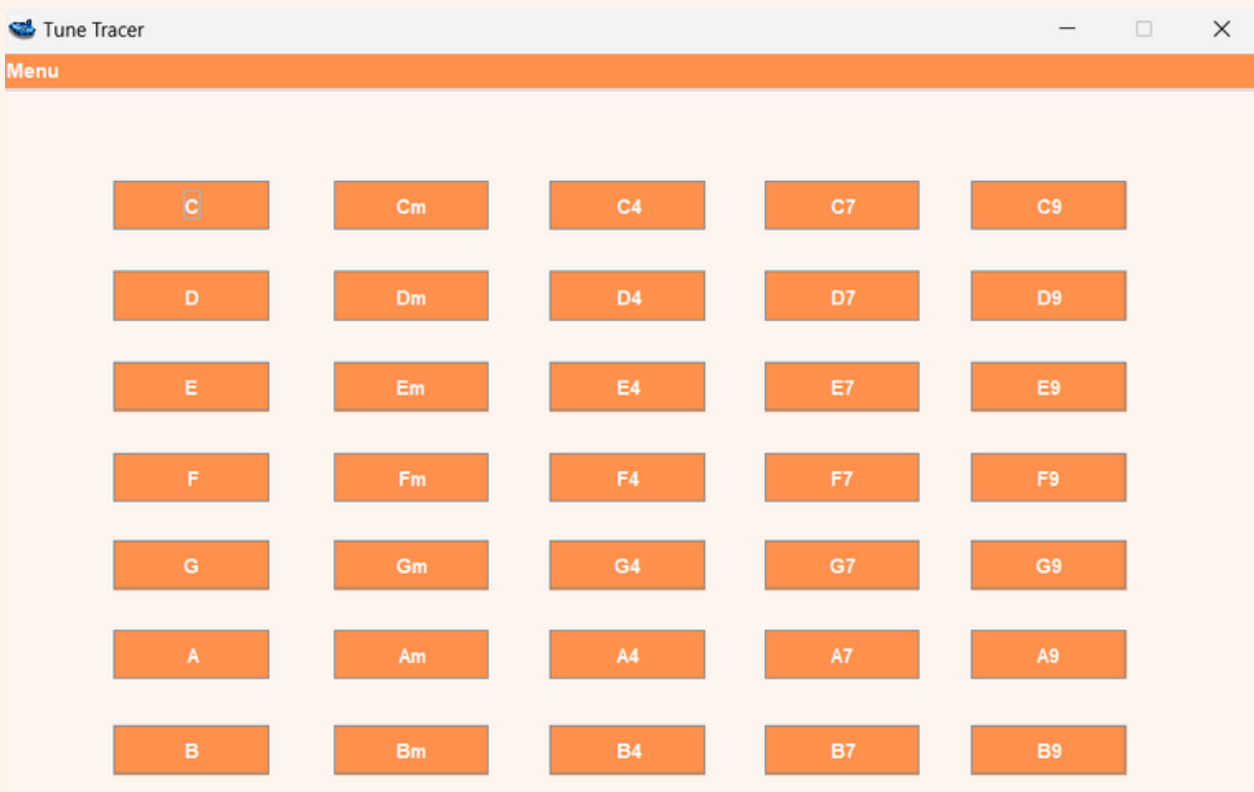 Tune Tracer
Menu
C Cm C4 C7 C9
D Dm D4 D7 D9
E Em E4 E7 E9
F Fm F4 F7 F9
G Gm G4 G7 G9
A Am A4 A7 A9
B Bm B4 B7 B9